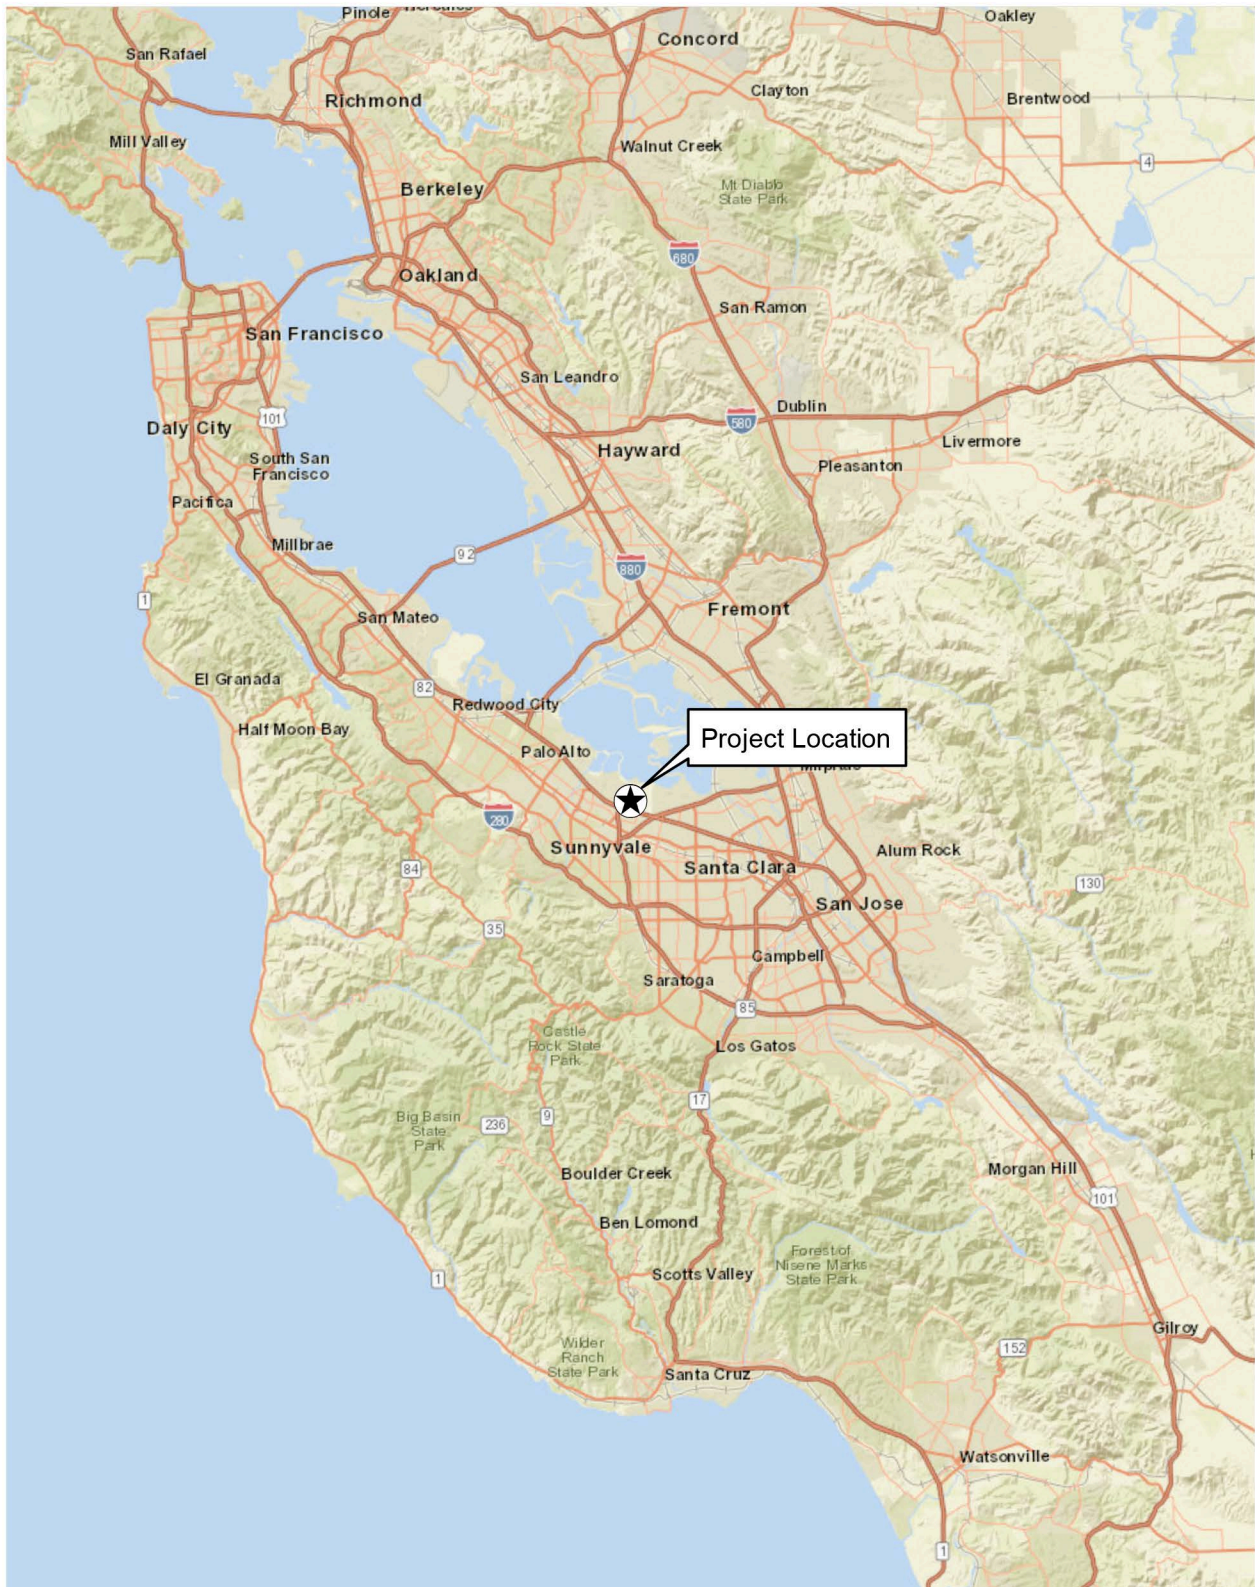 Pinole
Hercules
Oakley
Concord
San Rafael
Clayton
Richmond
Brentwood
Mill Valley
Walnut Creek
4
Berkeley
Mt Diablo
State Park
680
Oakland
San Ramon
San Francisco
San Leandro
Dublin
101
580
Daly City
Livermore
Hayward
South San
Francisco
Pleasanton
Pacifica
Millbrae
92
880
1
Fremont
San Mateo
El Granada
82
Redwood City
Half Moon Bay
Project Location
Palo Alto
280
Sunnyvale
Alum Rock
Santa Clara
84
130
San Jose
35
Campbell
Saratoga
85
Castle
Rock State
Park
Los Gatos
17
Big Basin
State
Park
236
9
Boulder Creek
Morgan Hill
101
Ben Lomond
Forest of
Nisene Marks
State Park
Scotts Valley
1
Gilroy
Wilder
Ranch
State Park
152
Santa Cruz
Watsonville
1